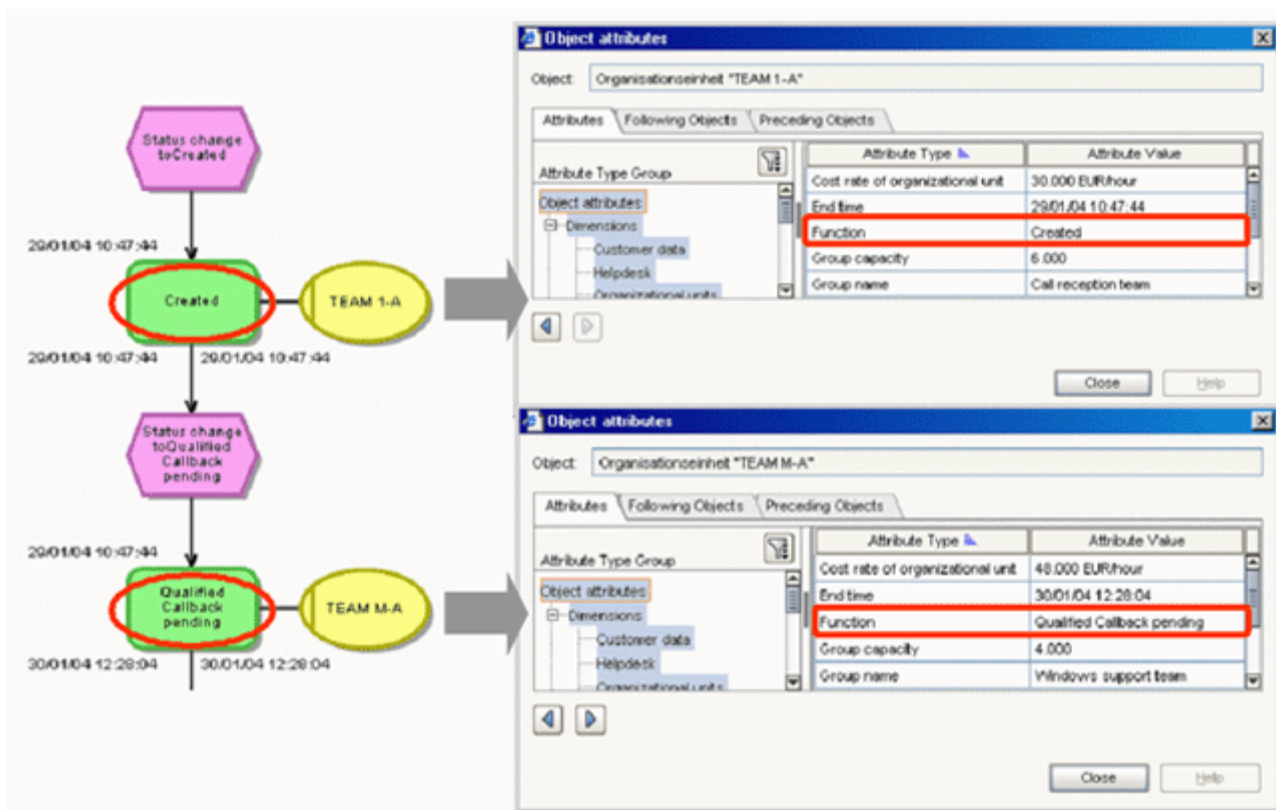 Status change
toCreated
29/01/04 10:47:44
Created
TEAM 1-A
29/01/04 10:47:44
29/01/04 10:47:44
Status change
toQualified
Callback
pending
29/01/04 10:47:44
Qualified
Callback
pending
TEAM M-A
30/01/04 12:28:04
30/01/04 12:28:04
Object attributes
Object: Organisationseinheit "TEAM 1-A"
Attributes Following Objects Preceding Objects
Attribute Type Group
Object attributes
Dimensions
Customer data
Helpdesk
Organizational units
Attribute Type Attribute Value
Cost rate of organizational unit 30.000 EUR/hour
End time 29/01/04 10:47:44
Function Created
Group capacity 6.000
Group name Call reception team
Close Help
Object attributes
Object: Organisationseinheit "TEAM M-A"
Attributes Following Objects Preceding Objects
Attribute Type Group
Object attributes
Dimensions
Customer data
Helpdesk
Organizational units
Attribute Type Attribute Value
Cost rate of organizational unit 48.000 EUR/hour
End time 30/01/04 12:28:04
Function Qualified Callback pending
Group capacity 4.000
Group name Windows support team
Close Help